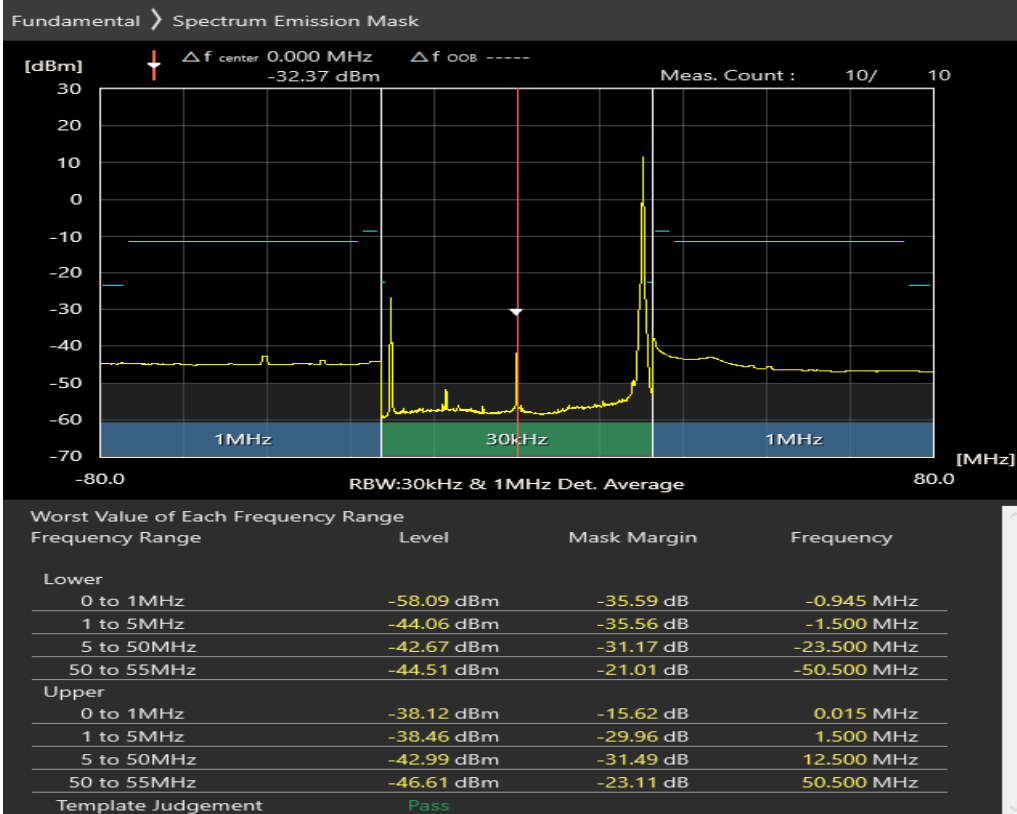 Fundamental 〉 Spectrum Emission Mask
△f center 0.000 MHz △f OOB -----
[dBm]
-32.37 dBm Meas. Count : 10/ 10
30
20
10
0
-10
-20
-30
-40
-50
-60
1MHz 30kHz 1MHz
-70
[MHz]
-80.0 80.0
RBW:30kHz & 1MHz Det. Average
Worst Value of Each Frequency Range
Frequency Range Level Mask Margin Frequency
Lower
0 to 1MHz -58.09 dBm -35.59 dB -0.945 MHz
1 to 5MHz -44.06 dBm -35.56 dB -1.500 MHz
5 to 50MHz -42.67 dBm -31.17 dB -23.500 MHz
50 to 55MHz -44.51 dBm -21.01 dB -50.500 MHz
Upper
0 to 1MHz -38.12 dBm -15.62 dB 0.015 MHz
1 to 5MHz -38.46 dBm -29.96 dB 1.500 MHz
5 to 50MHz -42.99 dBm -31.49 dB 12.500 MHz
50 to 55MHz -46.61 dBm -23.11 dB 50.500 MHz
Template Judgement Pass